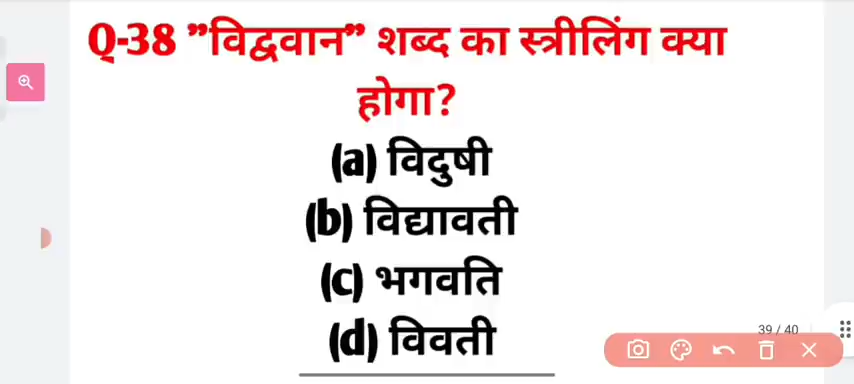 Q-38 ”विद्ववान” शब्द का स्त्रीलिंग क्या
होगा?
(a) विदुषी
(b) विद्यावती
(c) भगवति
(d) विवती
39 / 40